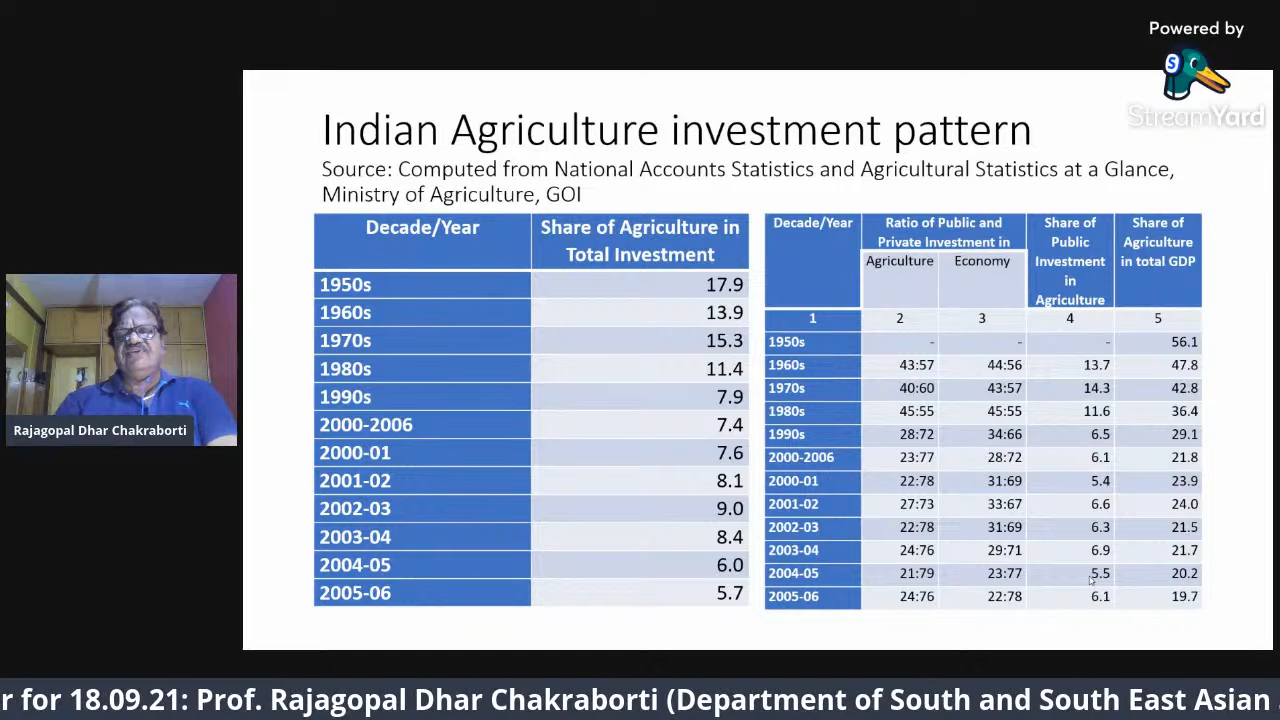 Powered by
S
StreamYard
Indian Agriculture investment pattern
Source: Computed from National Accounts Statistics and Agricultural Statistics at a Glance,
Ministry of Agriculture, GOI
Decade/Year Share of Agriculture in
Total Investment
1950s 17.9
1960s 13.9
1970s 15.3
1980s 11.4
1990s 7.9
2000-2006 7.4
2000-01 7.6
2001-02 8.1
2002-03 9.0
2003-04 8.4
2004-05 6.0
2005-06 5.7
Decade/Year Ratio of Public and Share of Share of
Private Investment in Public Agriculture
Agriculture Economy Investment in total GDP
in
Agriculture
1 2 3 4 5
1950s - - - 56.1
1960s 43:57 44:56 13.7 47.8
1970s 40:60 43:57 14.3 42.8
1980s 45:55 45:55 11.6 36.4
1990s 28:72 34:66 6.5 29.1
2000-2006 23:77 28:72 6.1 21.8
2000-01 22:78 31:69 5.4 23.9
2001-02 27:73 33:67 6.6 24.0
2002-03 22:78 31:69 6.3 21.5
2003-04 24:76 29:71 6.9 21.7
2004-05 21:79 23:77 5.5 20.2
2005-06 24:76 22:78 6.1 19.7
Rajagopal Dhar Chakraborti
r for 18.09.21: Prof. Rajagopal Dhar Chakraborti (Department of South and South East Asian